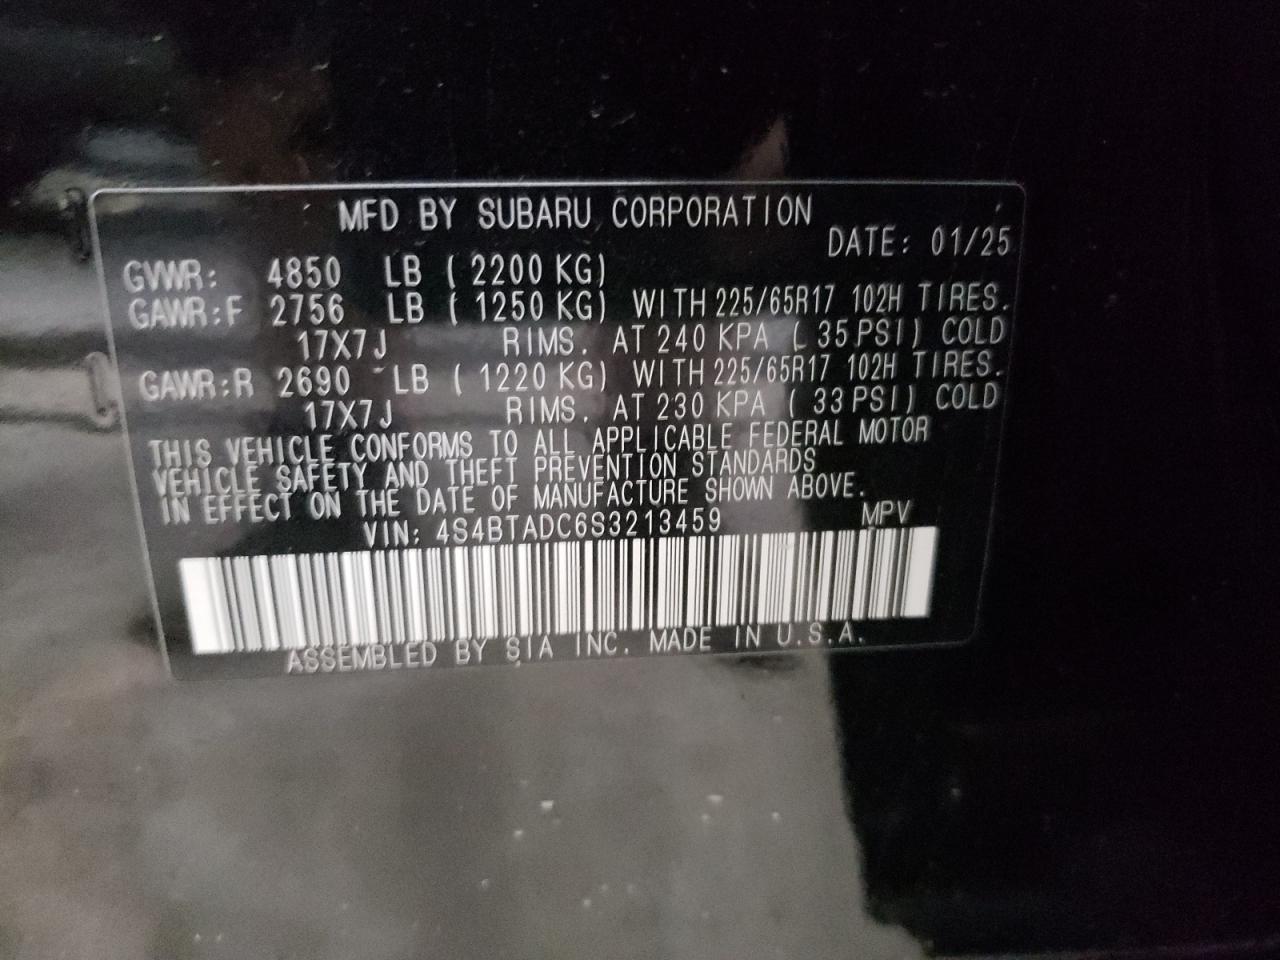 MFD BY SUBARU CORPORATION
DATE: 01/25
GVWR: 4850 LB ( 2200 KG)
GAWR:F 2756 LB ( 1250 KG) WITH 225/65R17 102H TIRES.
17X7J RIMS. AT 240 KPA ( 35 PSI) COLD
GAWR:R 2690 LB ( 1220 KG) WITH 225/65R17 102H TIRES.
17X7J RIMS. AT 230 KPA ( 33 PSI) COLD
THIS VEHICLE CONFORMS TO ALL APPLICABLE FEDERAL MOTOR
VEHICLE SAFETY AND THEFT PREVENTION STANDARDS
IN EFFECT ON THE DATE OF MANUFACTURE SHOWN ABOVE.
VIN: 4S4BTADC6S3213459 MPV
ASSEMBLED BY SIA INC. MADE IN U.S.A.